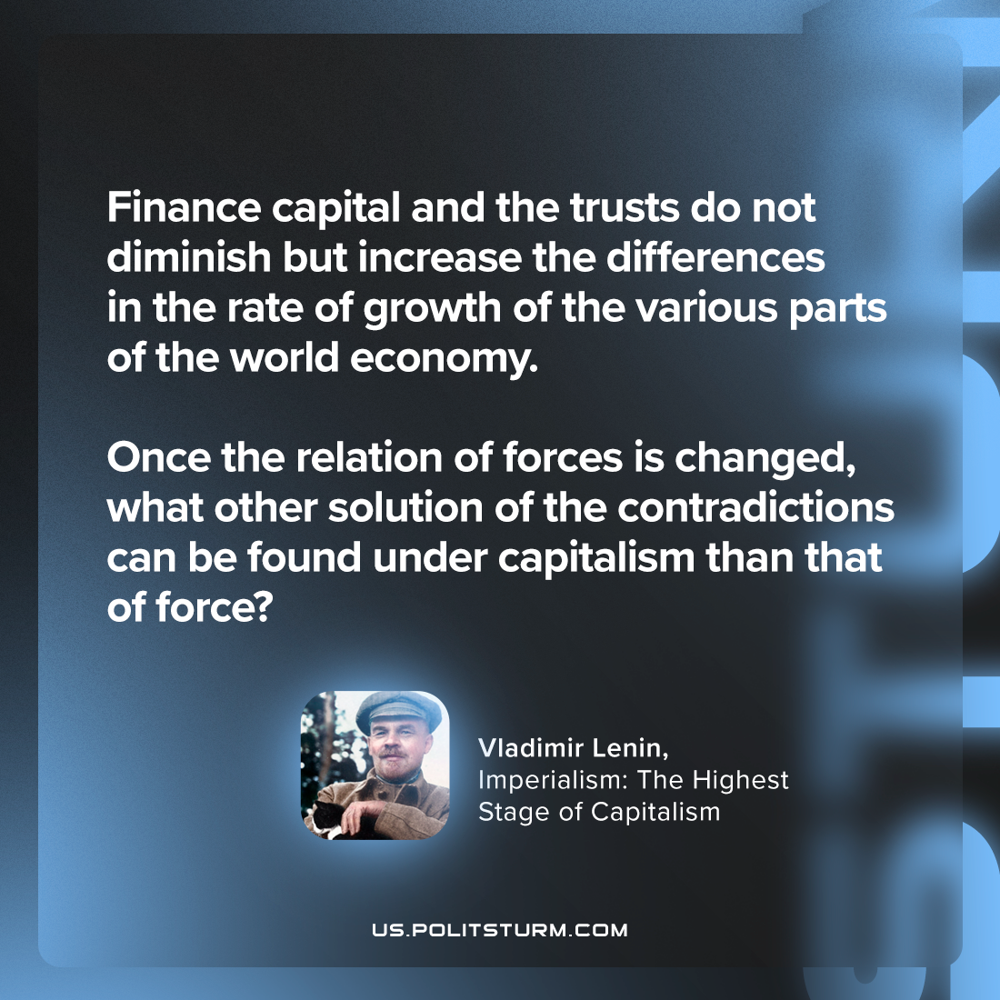 Finance capital and the trusts do not
diminish but increase the differences
in the rate of growth of the various parts
of the world economy.
Once the relation of forces is changed,
what other solution of the contradictions
can be found under capitalism than that
of force?
Vladimir Lenin,
Imperialism: The Highest
Stage of Capitalism
US.POLITSTURM.COM